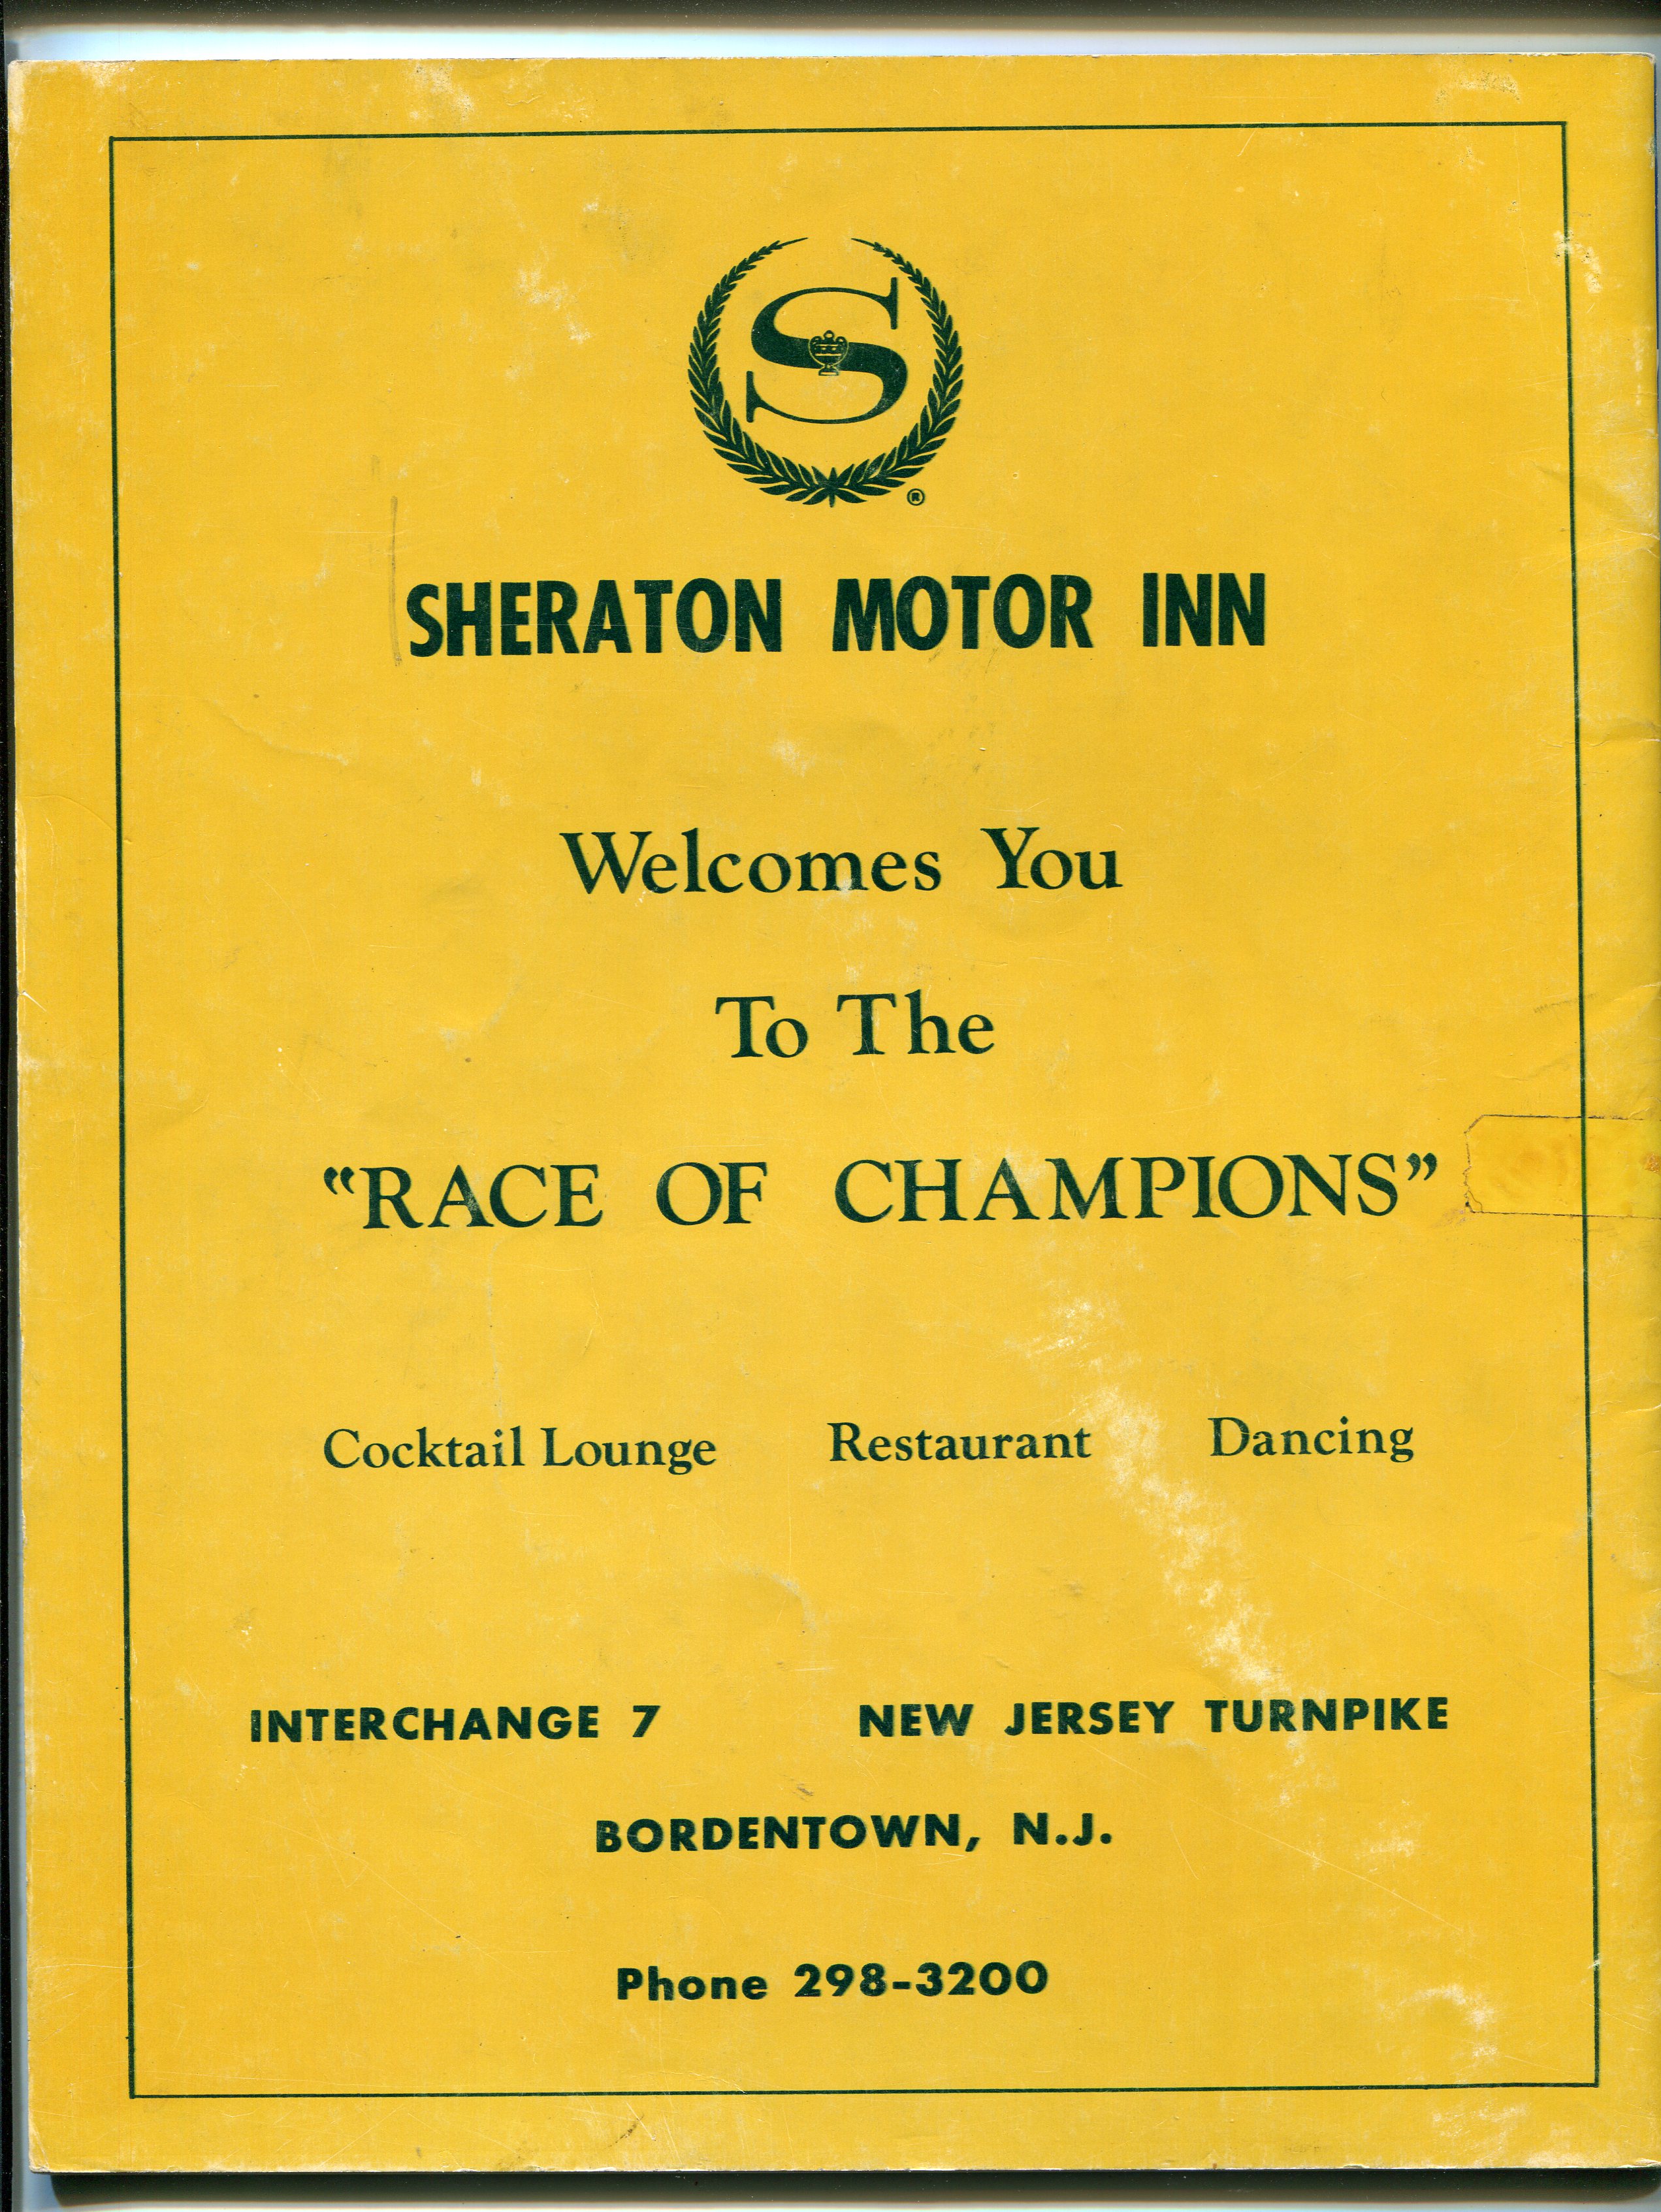 S
®
SHERATON MOTOR INN
Welcomes You
To The
“RACE OF CHAMPIONS”
Cocktail Lounge Restaurant Dancing
INTERCHANGE 7 NEW JERSEY TURNPIKE
BORDENTOWN, N.J.
Phone 298-3200